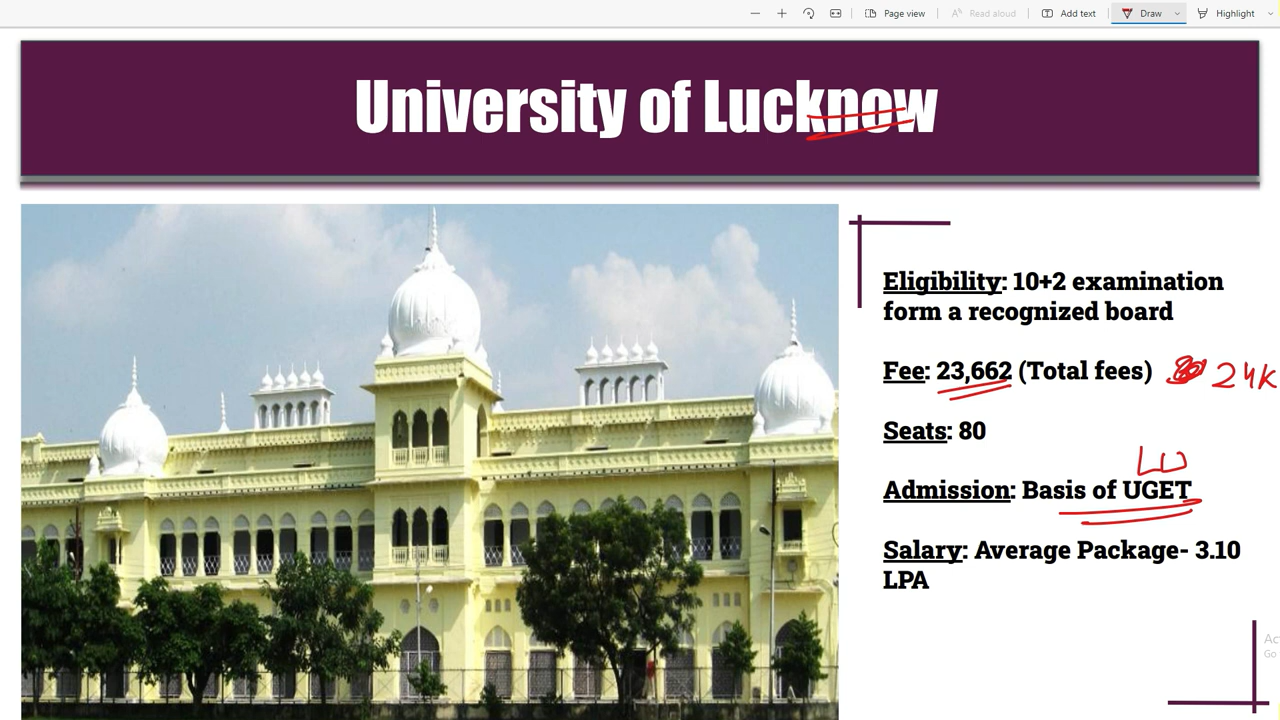 Page view
Read aloud
Add text
Draw
Highlight
University of Lucknow
Eligibility: 10+2 examination
form a recognized board
Fee: 23,662 (Total fees) 24K
Seats: 80
LU
Admission: Basis of UGET
Salary: Average Package- 3.10
LPA
Go